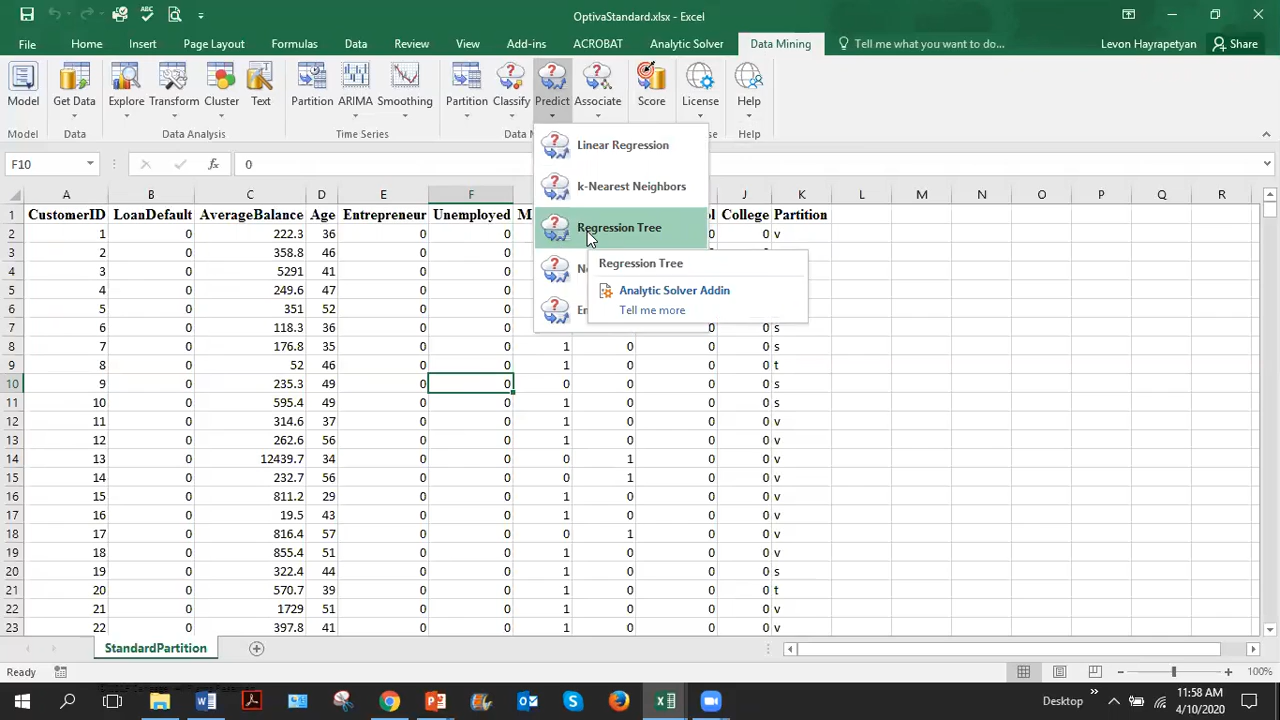 OptivaStandard.xlsx - Excel
File Home Insert Page Layout Formulas Data Review View Add-ins ACROBAT Analytic Solver Data Mining Tell me what you want to do... Levon Hayrapetyan Share
Model Get Data Explore Transform Cluster Text Partition ARIMA Smoothing Partition Classify Predict Associate Score License Help
Model Data Data Analysis Time Series Help
Linear Regression
k-Nearest Neighbors
Regression Tree
Regression Tree
Analytic Solver Addin
Tell me more
F10 fx 0
A B C D E F J K L M N O P Q R
1 CustomerID LoanDefault AverageBalance Age Entrepreneur Unemployed College Partition
2 1 0 222.3 36 0 0 0 v
3 2 0 358.8 46 0 0
4 3 0 5291 41 0 0
5 4 0 249.6 47 0 0
6 5 0 351 52 0 0
7 6 0 118.3 36 0 0 s
8 7 0 176.8 35 0 0 1 0 0 0 s
9 8 0 52 46 0 0 1 0 0 0 t
10 9 0 235.3 49 0 0 0 0 0 0 s
11 10 0 595.4 49 0 0 1 0 0 0 s
12 11 0 314.6 37 0 0 1 0 0 0 v
13 12 0 262.6 56 0 0 1 0 0 0 v
14 13 0 12439.7 34 0 0 0 1 0 0 v
15 14 0 232.7 56 0 0 0 1 0 0 v
16 15 0 811.2 29 0 0 1 0 0 0 v
17 16 0 19.5 43 0 0 1 0 0 0 v
18 17 0 816.4 57 0 0 0 1 0 0 v
19 18 0 855.4 51 0 0 1 0 0 0 v
20 19 0 322.4 44 0 0 1 0 0 0 s
21 20 0 570.7 39 0 0 1 0 0 0 t
22 21 0 1729 51 0 0 1 0 0 0 v
23 22 0 397.8 41 0 0 1 0 0 0 v
StandardPartition
Ready 100%
Desktop 11:58 AM
4/10/2020